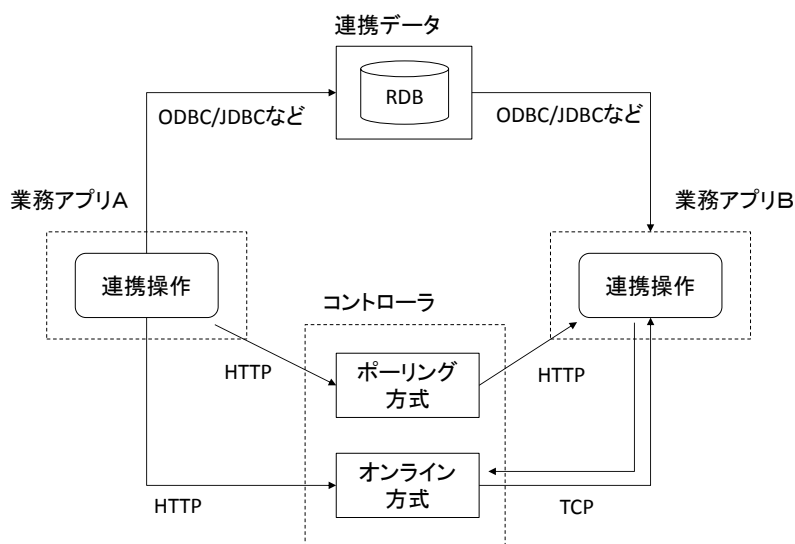 連携データ
RDB
ODBC/JDBCなど
ODBC/JDBCなど
業務アプリA
業務アプリB
連携操作
連携操作
コントローラ
HTTP
ポーリング
方式
HTTP
オンライン
方式
HTTP
TCP